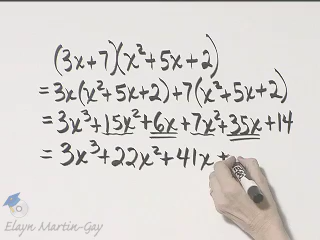 (3x+7)(x²+5x+2)
=3x(x²+5x+2)+7(x²+5x+2)
=3x³+15x²+6x+7x²+35x+14
=3x³+22x²+41x+
Elayn Martin-Gay